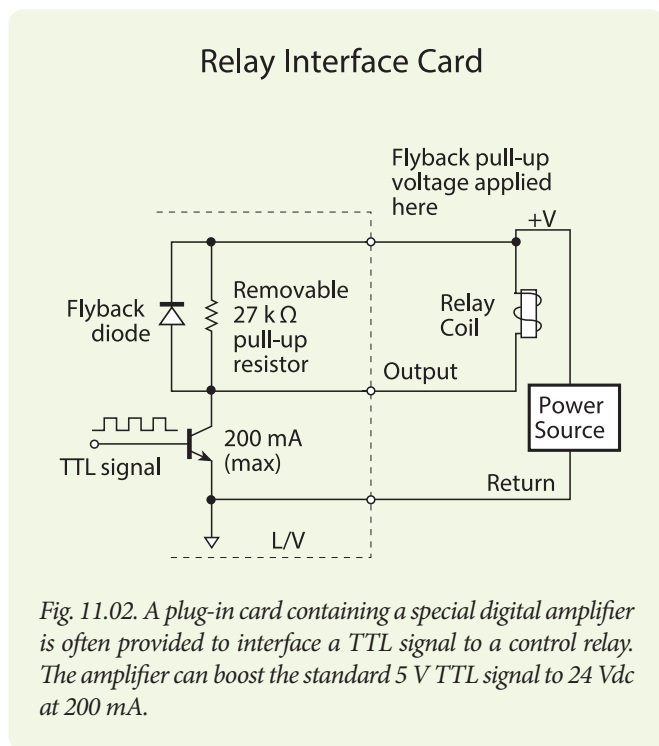 Relay Interface Card
Flyback pull-up
voltage applied
here
+V
Flyback
diode
Removable
27 k Ω
pull-up
resistor
Relay
Coil
Output
Power
Source
TTL signal
200 mA
(max)
Return
L/V
Fig. 11.02. A plug-in card containing a special digital amplifier
is often provided to interface a TTL signal to a control relay.
The amplifier can boost the standard 5 V TTL signal to 24 Vdc
at 200 mA.